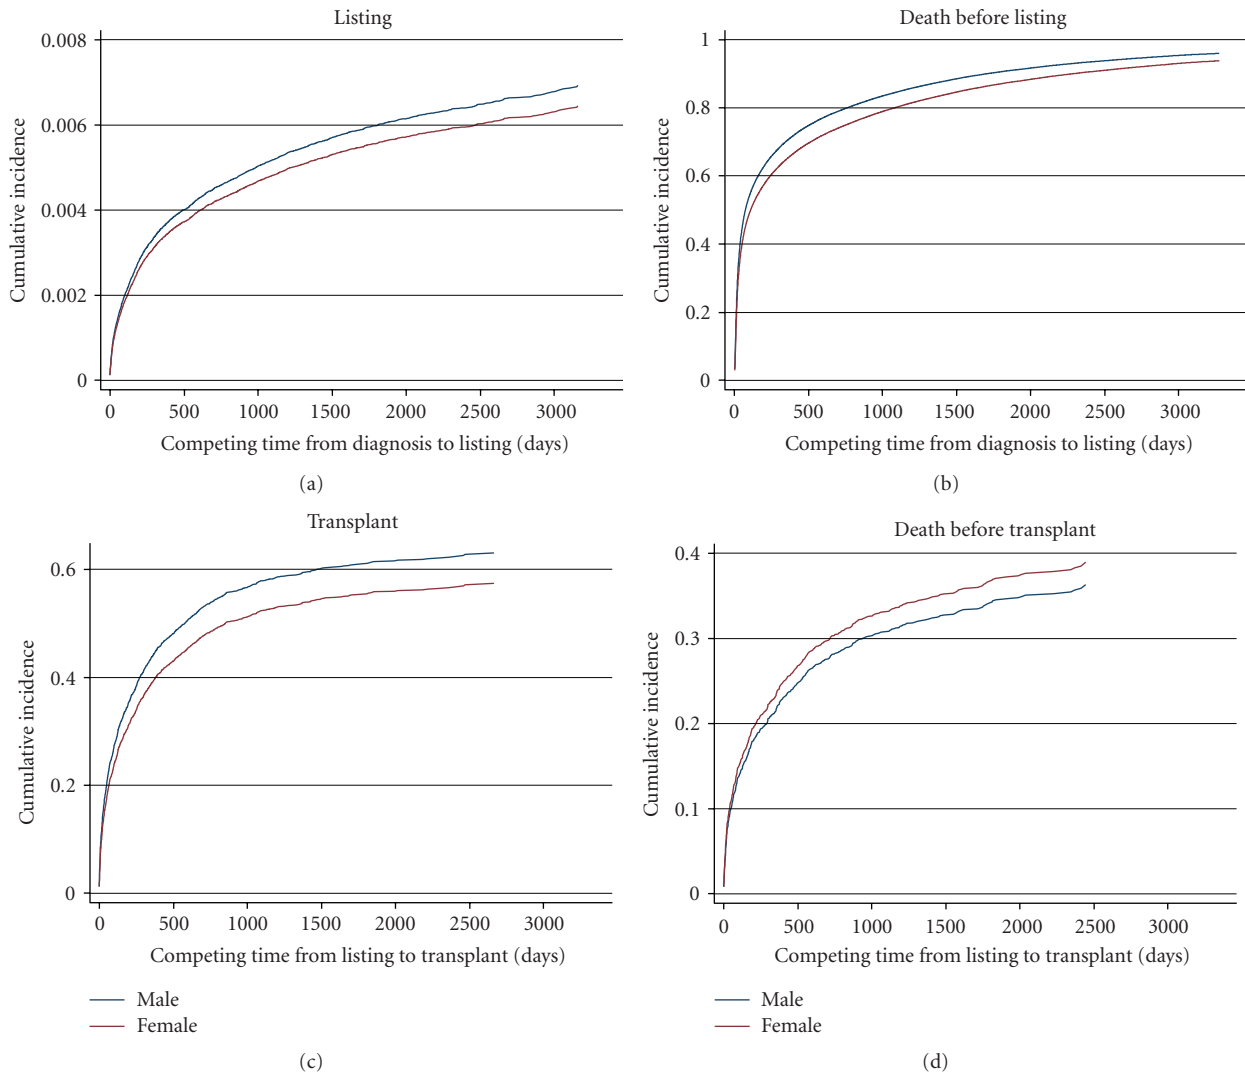 Listing
0.008
0.006
0.004
0.002
0
Cumulative incidence
0 500 1000 1500 2000 2500 3000
Competing time from diagnosis to listing (days)
(a)
Death before listing
1
0.8
0.6
0.4
0.2
0
Cumulative incidence
0 500 1000 1500 2000 2500 3000
Competing time from diagnosis to listing (days)
(b)
Transplant
0.6
0.4
0.2
0
Cumulative incidence
0 500 1000 1500 2000 2500 3000
Competing time from listing to transplant (days)
Male
Female
(c)
Death before transplant
0.4
0.3
0.2
0.1
0
Cumulative incidence
0 500 1000 1500 2000 2500 3000
Competing time from listing to transplant (days)
Male
Female
(d)